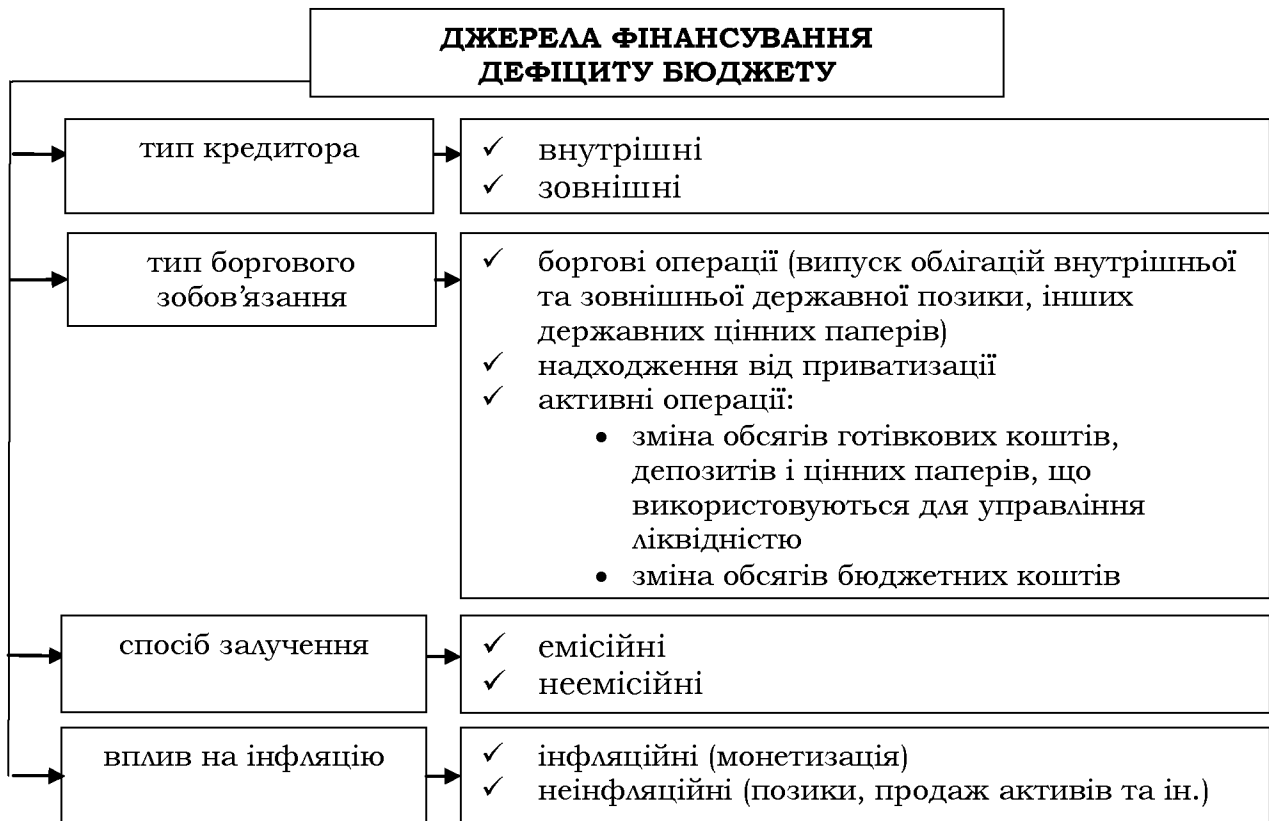 ДЖЕРЕЛА ФІНАНСУВАННЯ
ДЕФІЦИТУ БЮДЖЕТУ
тип кредитора
✓ внутрішні
✓ зовнішні
тип боргового
зобов’язання
✓ боргові операції (випуск облігацій внутрішньої
та зовнішньої державної позики, інших
державних цінних паперів)
✓ надходження від приватизації
✓ активні операції:
• зміна обсягів готівкових коштів,
депозитів і цінних паперів, що
використовуються для управління
ліквідністю
• зміна обсягів бюджетних коштів
спосіб залучення
✓ емісійні
✓ неемісійні
вплив на інфляцію
✓ інфляційні (монетизація)
✓ неінфляційні (позики, продаж активів та ін.)